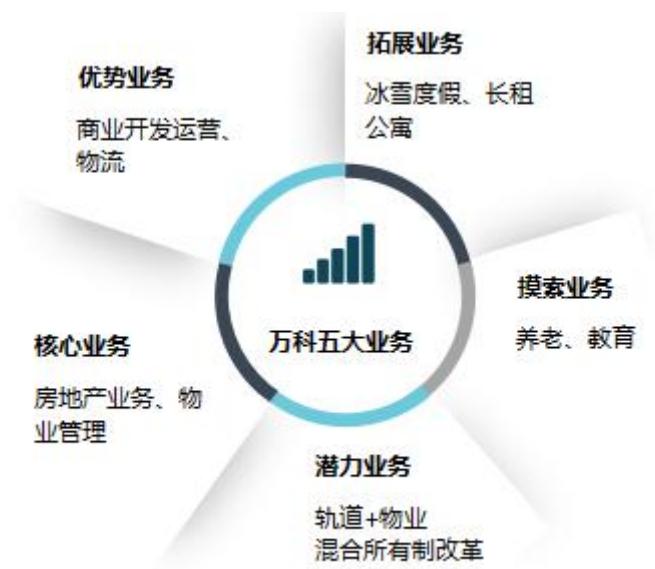 优势业务
商业开发运营、
物流
拓展业务
冰雪度假、长租
公寓
摸索业务
养老、教育
万科五大业务
核心业务
房地产业务、物
业管理
潜力业务
轨道+物业
混合所有制改革